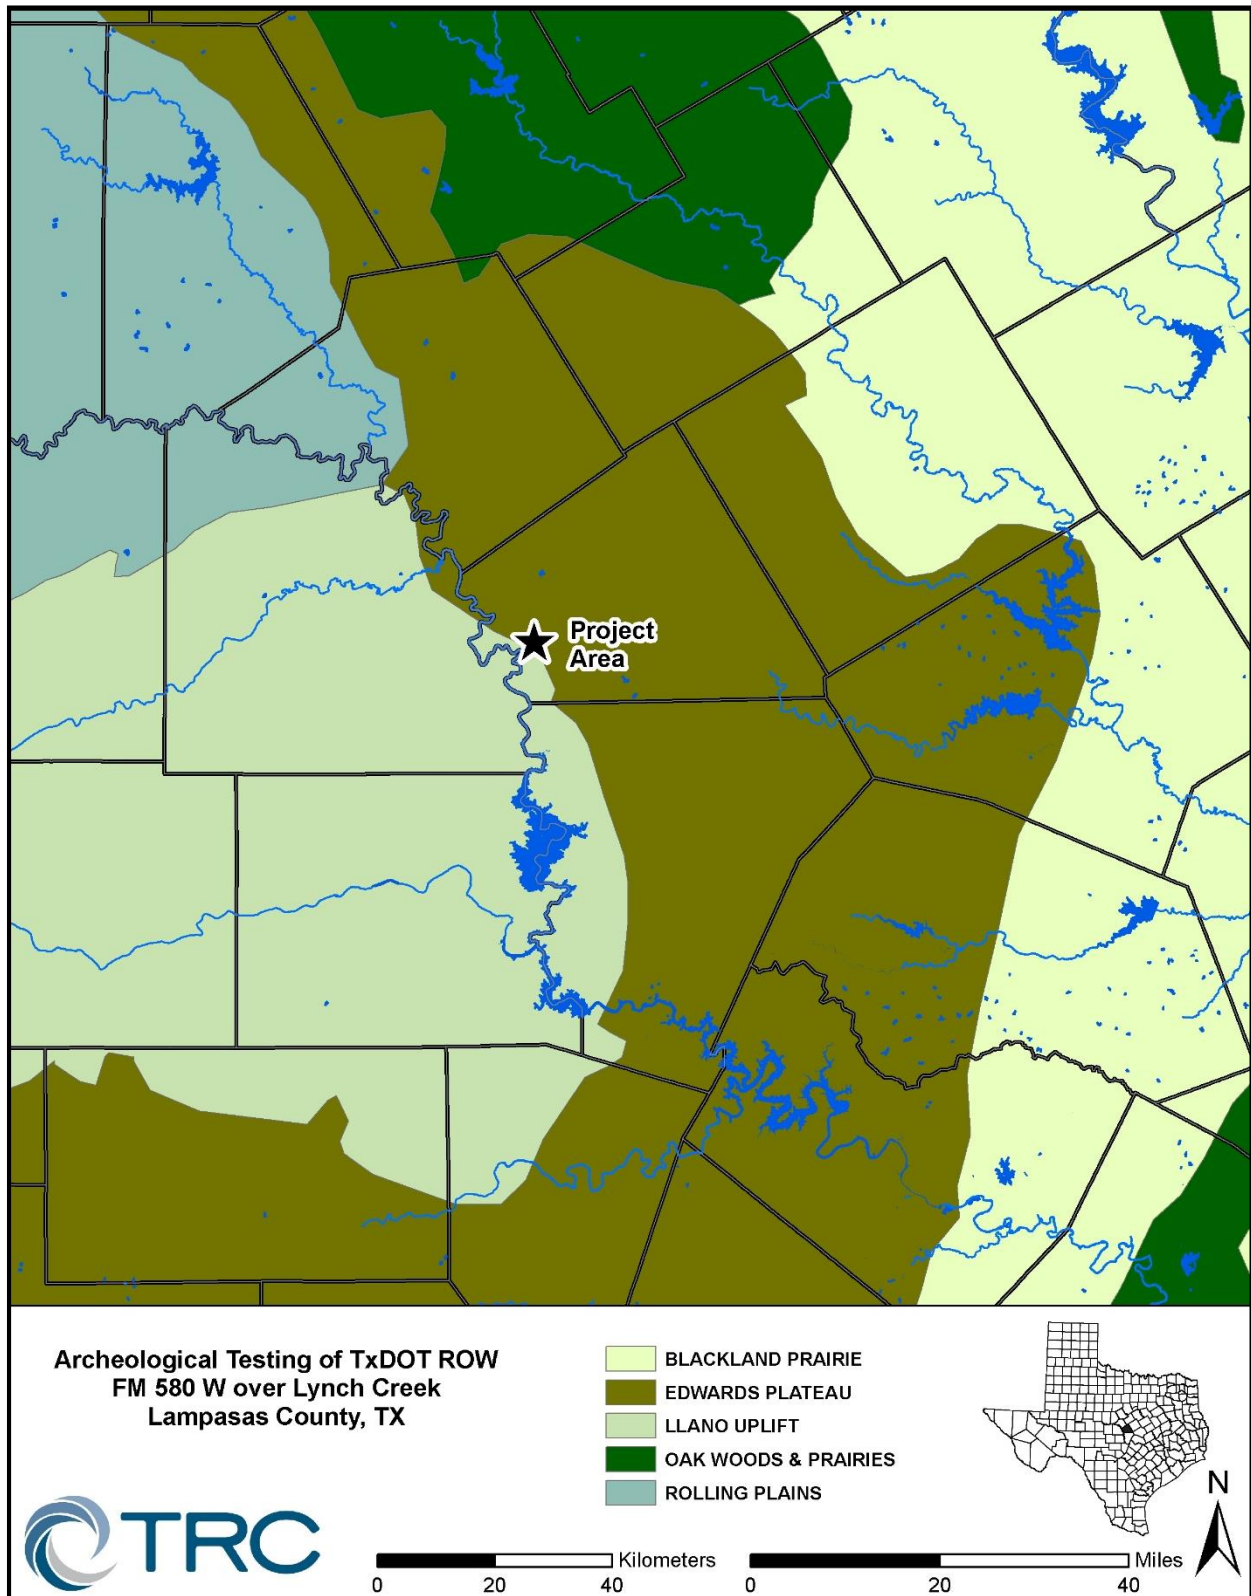 Project
Area
Archeological Testing of TxDOT ROW
FM 580 W over Lynch Creek
Lampasas County, TX
BLACKLAND PRAIRIE
EDWARDS PLATEAU
LLANO UPLIFT
OAK WOODS & PRAIRIES
ROLLING PLAINS
N
TRC
Kilometers
0 20 40
Miles
0 20 40